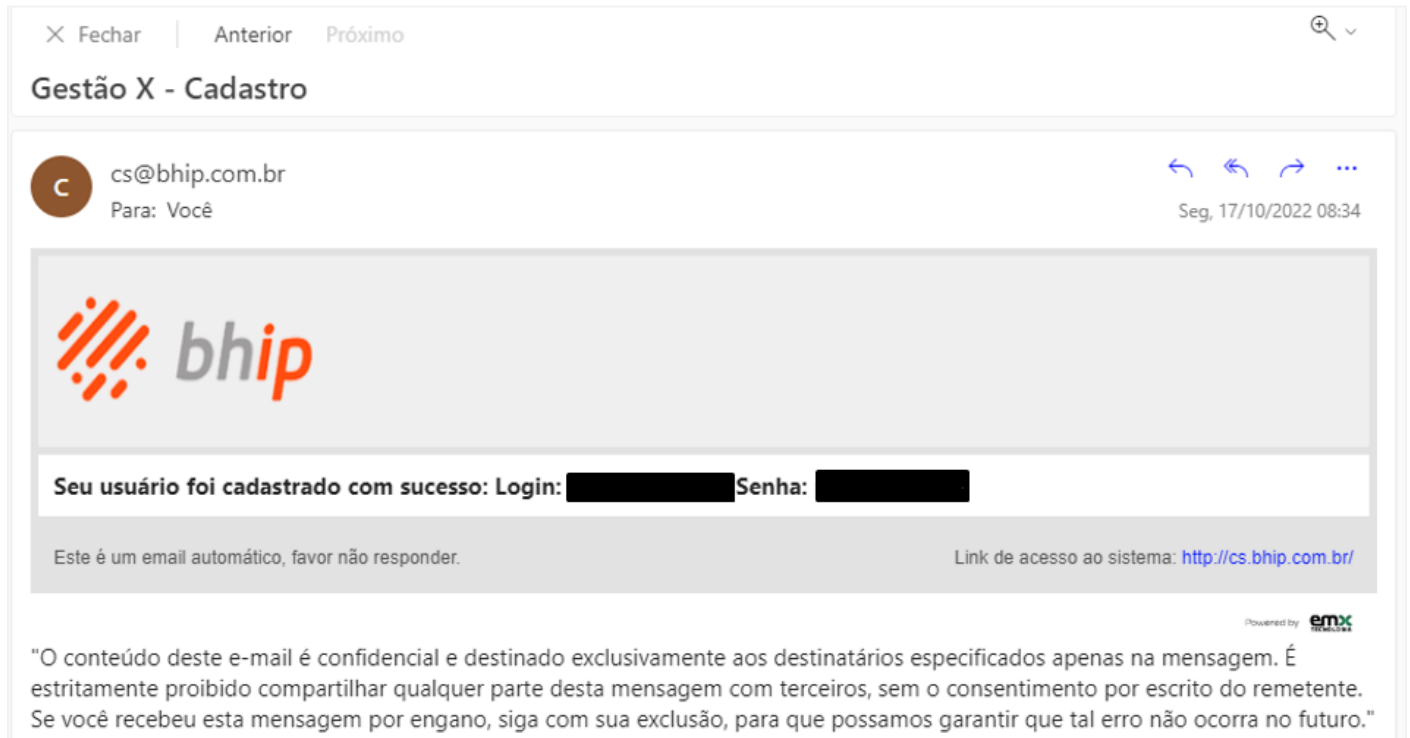 Fechar Anterior Próximo
Gestão X - Cadastro
C
cs@bhip.com.br
Para: Você
Seg, 17/10/2022 08:34
bhip
Seu usuário foi cadastrado com sucesso: Login: Senha:
Este é um email automático, favor não responder. Link de acesso ao sistema: http://cs.bhip.com.br/
Powered by emx
TECNOLOGIA
"O conteúdo deste e-mail é confidencial e destinado exclusivamente aos destinatários especificados apenas na mensagem. É
estritamente proibido compartilhar qualquer parte desta mensagem com terceiros, sem o consentimento por escrito do remetente.
Se você recebeu esta mensagem por engano, siga com sua exclusão, para que possamos garantir que tal erro não ocorra no futuro."